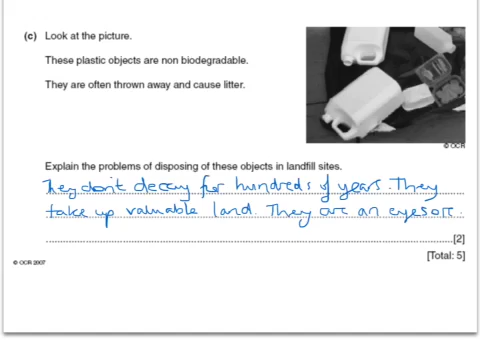 (c) Look at the picture.
These plastic objects are non biodegradable.
They are often thrown away and cause litter.
© OCR
Explain the problems of disposing of these objects in landfill sites.
They don't decay for hundreds of years. They
take up valuable land. They are an eyesore.
[2]
[Total: 5]
© OCR 2007